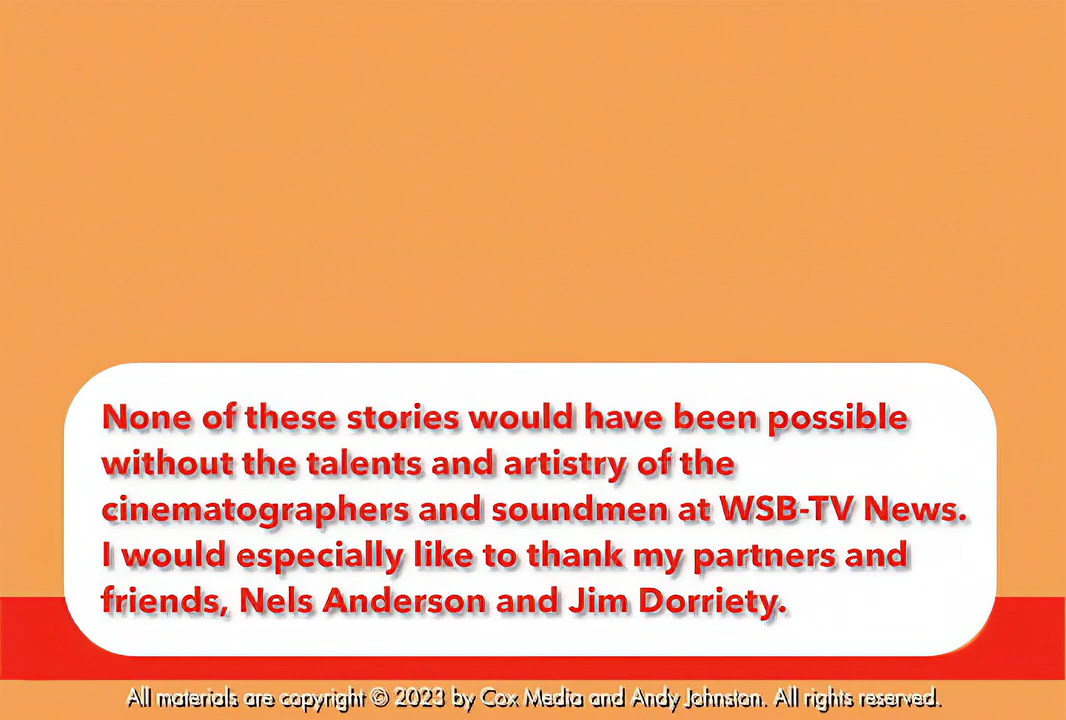 None of these stories would have been possible
without the talents and artistry of the
cinematographers and soundmen at WSB-TV News.
I would especially like to thank my partners and
friends, Nels Anderson and Jim Dorriety.
All materials are copyright © 2023 by Cox Media and Andy Johnston. All rights reserved.